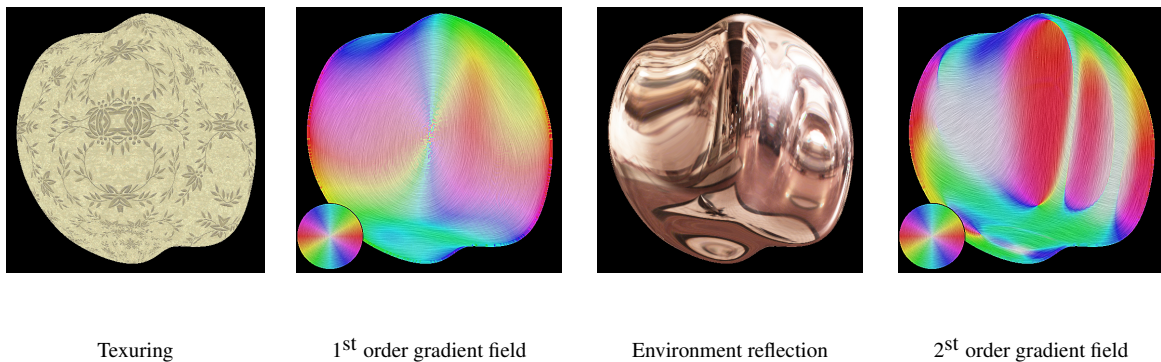 Texuring
1st order gradient field
Environment reflection
2st order gradient field